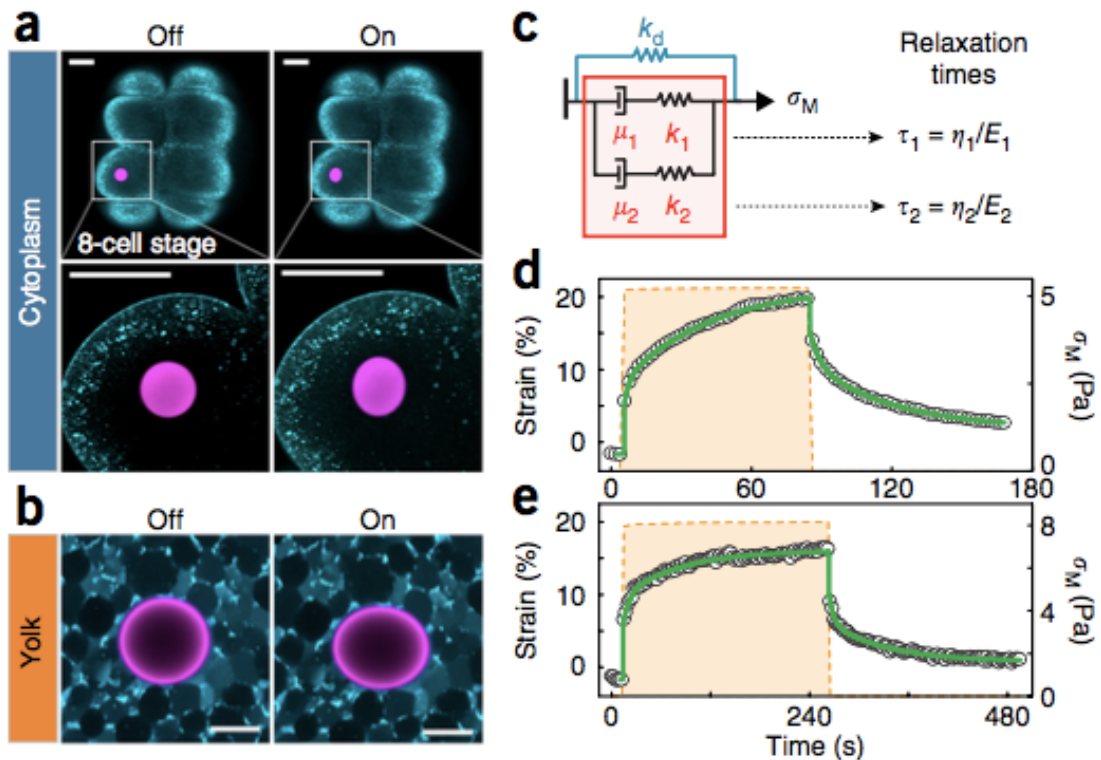 a
Off
On
Cytoplasm
8-cell stage
b
Off
On
Yolk
c
k_d
Relaxation
times
σ_M
μ_1 k_1
τ_1 = η_1/E_1
μ_2 k_2
τ_2 = η_2/E_2
d
20
10
0
Strain (%)
5
0
σ_M (Pa)
0 60 120 180
e
20
10
0
Strain (%)
8
4
0
σ_M (Pa)
0 240 480
Time (s)